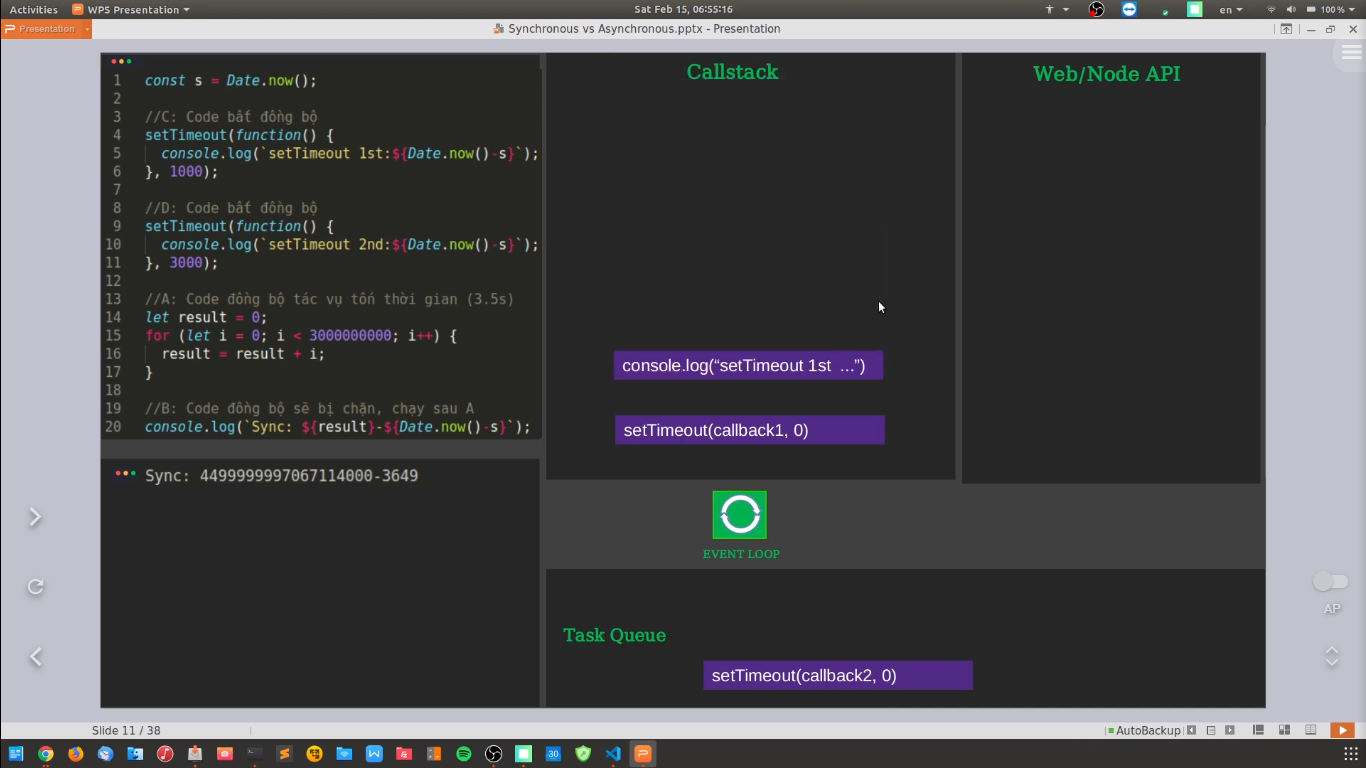 Activities
WPS Presentation
Sat Feb 15, 06:55:16
en
100 %
Presentation
Synchronous vs Asynchronous.pptx - Presentation
1 const s = Date.now();
2
3 //C: Code bất đồng bộ
4 setTimeout(function() {
5 console.log(`setTimeout 1st:${Date.now()-s}`);
6 }, 1000);
7
8 //D: Code bất đồng bộ
9 setTimeout(function() {
10 console.log(`setTimeout 2nd:${Date.now()-s}`);
11 }, 3000);
12
13 //A: Code đồng bộ tác vụ tốn thời gian (3.5s)
14 let result = 0;
15 for (let i = 0; i < 3000000000; i++) {
16 result = result + i;
17 }
18
19 //B: Code đồng bộ sẽ bị chặn, chạy sau A
20 console.log(`Sync: ${result}-${Date.now()-s}`);
Sync: 4499999997067114000-3649
Callstack
console.log(“setTimeout 1st ...”)
setTimeout(callback1, 0)
Web/Node API
EVENT LOOP
Task Queue
setTimeout(callback2, 0)
AP
Slide 11 / 38
AutoBackup
30